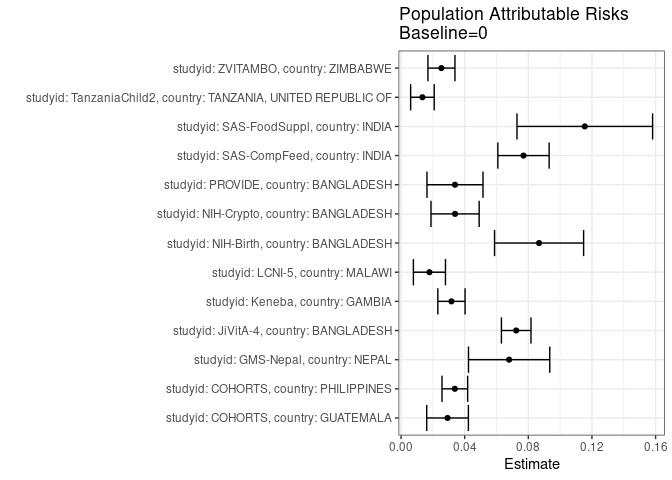 Population Attributable Risks
Baseline=0
studyid: ZVITAMBO, country: ZIMBABWE
studyid: TanzaniaChild2, country: TANZANIA, UNITED REPUBLIC OF
studyid: SAS-FoodSuppl, country: INDIA
studyid: SAS-CompFeed, country: INDIA
studyid: PROVIDE, country: BANGLADESH
studyid: NIH-Crypto, country: BANGLADESH
studyid: NIH-Birth, country: BANGLADESH
studyid: LCNI-5, country: MALAWI
studyid: Keneba, country: GAMBIA
studyid: JiVitA-4, country: BANGLADESH
studyid: GMS-Nepal, country: NEPAL
studyid: COHORTS, country: PHILIPPINES
studyid: COHORTS, country: GUATEMALA
0.00 0.04 0.08 0.12 0.16
Estimate